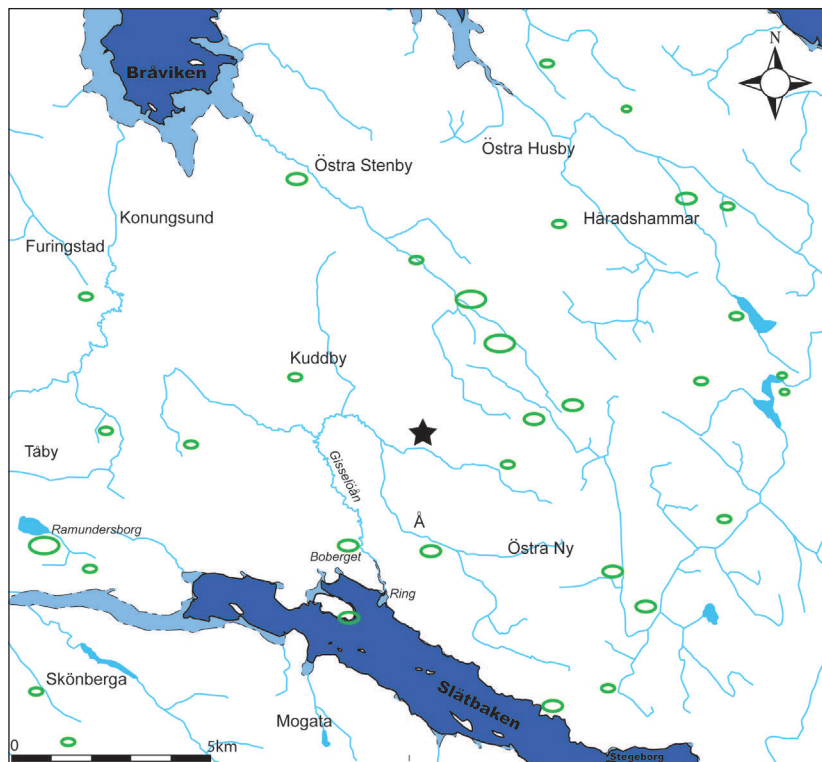 N
Bråviken
Östra Stenby
Östra Husby
Konungsund
Häradshammar
Furingstad
Kuddby
Täby
Gisselöån
Å
Ramundersborg
Östra Ny
Boberget
Ring
Skönberga
Slätbaken
Mogata
0
5km
Stegeborg